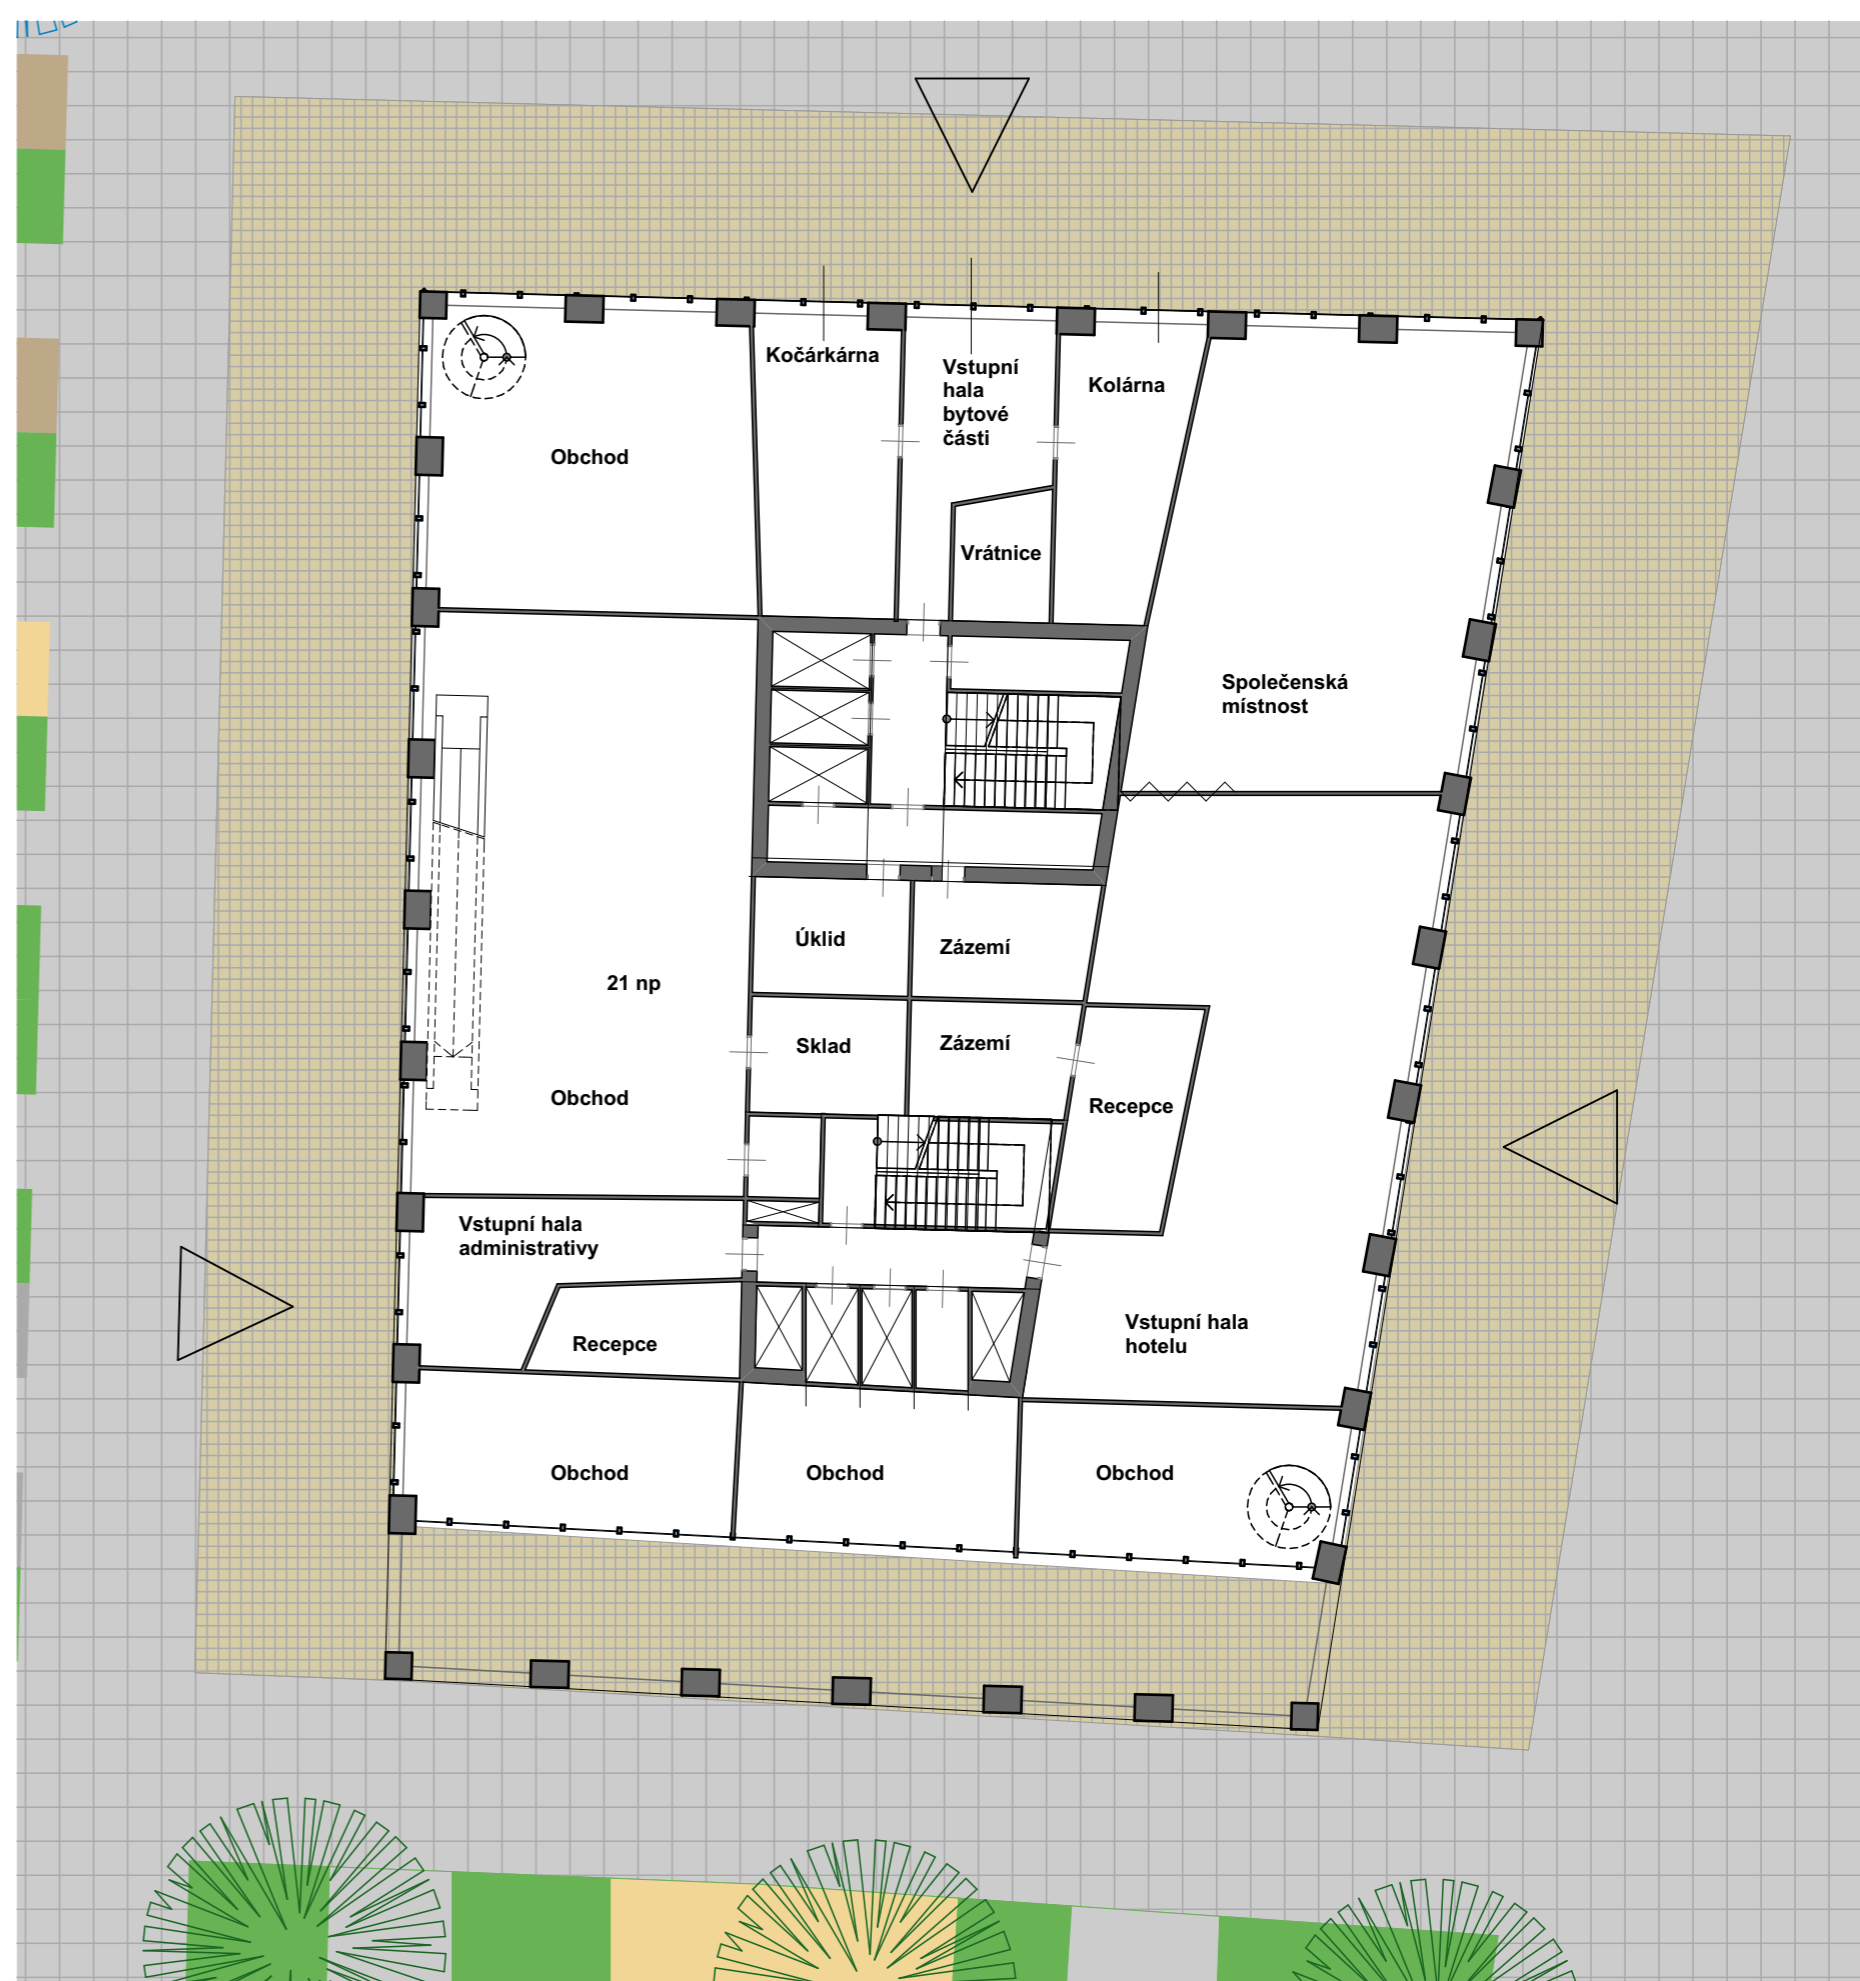 Kočárkárna
Vstupní
hala
bytové
části
Kolárna
Obchod
Vrátnice
Společenská
místnost
Úklid
Zázemí
21 np
Sklad
Zázemí
Obchod
Recepce
Vstupní hala
administrativy
Recepce
Vstupní hala
hotelu
Obchod
Obchod
Obchod